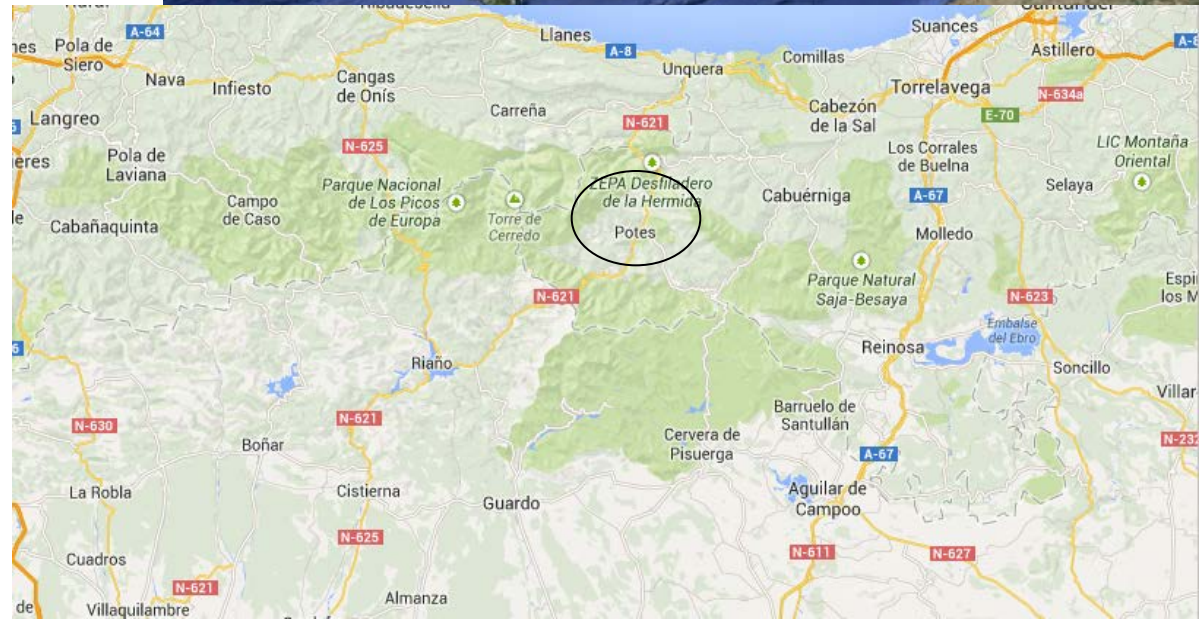 A-64
Llanes
Suances
Pola de
Siero
A-8
Unquera
Comillas
Astillero
Nava
Infiesto
Cangas
de Onís
Torrelavega
N-634a
Langreo
Carreña
N-621
Cabezón
de la Sal
E-70
Pola de
Laviana
N-625
Los Corrales
de Buelna
LIC Montaña
Oriental
Parque Nacional
de Los Picos
de Europa
ZEPA Desfiladero
de la Hermida
Campo
de Caso
Torre de
Cerredo
Cabuérniga
A-67
Selaya
Cabañaquinta
Potes
Molledo
Parque Natural
Saja-Besaya
N-621
N-623
Embalse
del Ebro
Reinosa
Riaño
Soncillo
N-630
N-621
Barruelo de
Santullán
Boñar
Cervera de
Pisuerga
A-67
La Robla
Cistierna
Guardo
Aguilar de
Campoo
N-625
Cuadros
N-611
N-627
N-621
Almanza
Villaquilambre
de